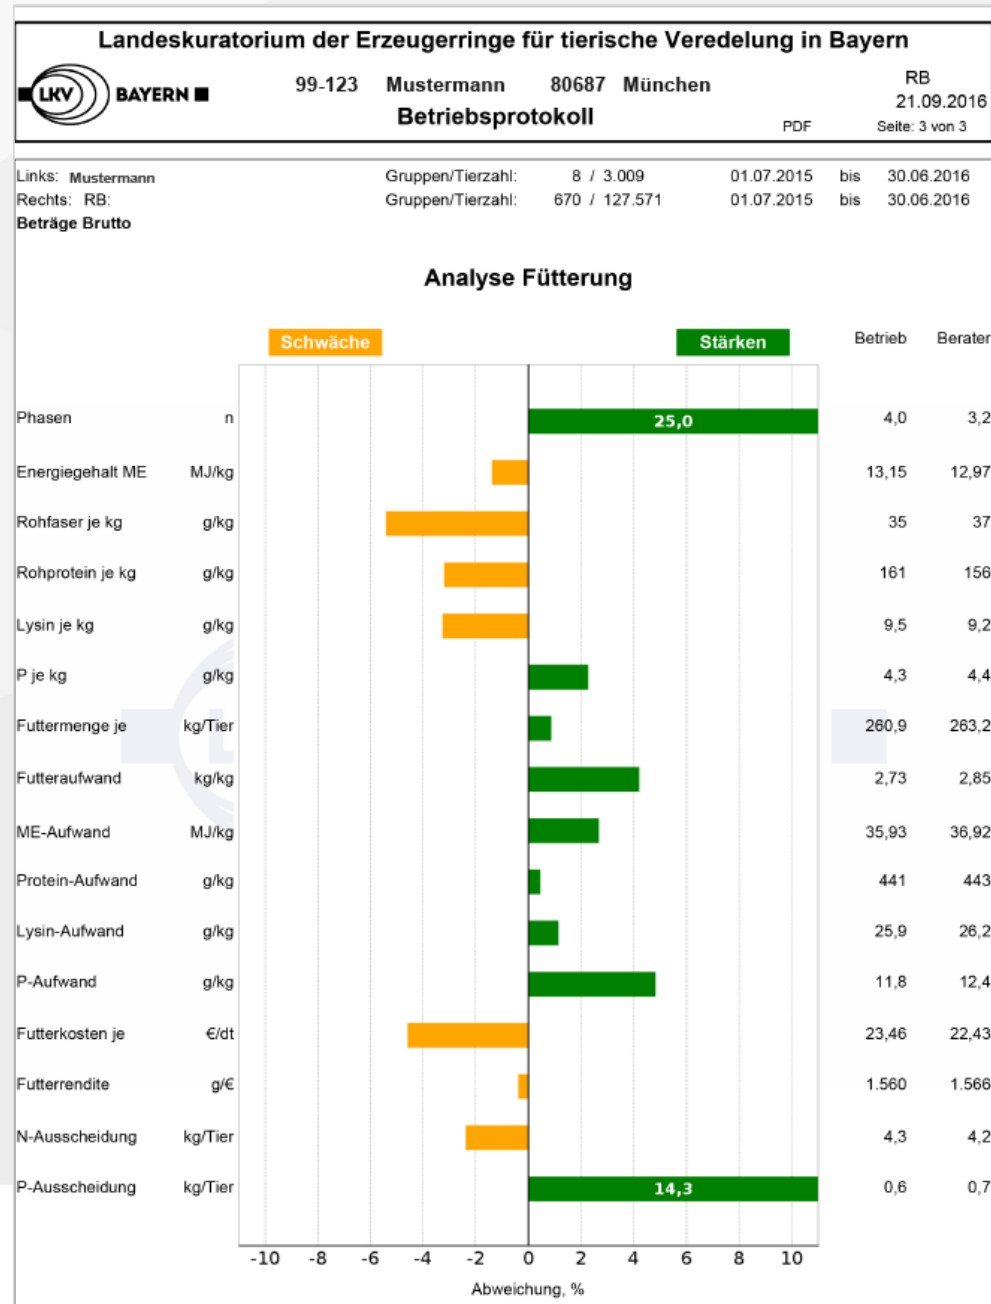 Landeskuratorium der Erzeugerringe für tierische Veredelung in Bayern
LKV BAYERN
99-123 Mustermann 80687 München
RB
21.09.2016
Betriebsprotokoll
PDF
Seite: 3 von 3
Links: Mustermann Gruppen/Tierzahl: 8 / 3.009 01.07.2015 bis 30.06.2016
Rechts: RB: Gruppen/Tierzahl: 670 / 127.571 01.07.2015 bis 30.06.2016
Beträge Brutto
Analyse Fütterung
Schwäche Stärken Betrieb Berater
Phasen n 25,0 4,0 3,2
Energiegehalt ME MJ/kg 13,15 12,97
Rohfaser je kg g/kg 35 37
Rohprotein je kg g/kg 161 156
Lysin je kg g/kg 9,5 9,2
P je kg g/kg 4,3 4,4
Futtermenge je kg/Tier 260,9 263,2
Futteraufwand kg/kg 2,73 2,85
ME-Aufwand MJ/kg 35,93 36,92
Protein-Aufwand g/kg 441 443
Lysin-Aufwand g/kg 25,9 26,2
P-Aufwand g/kg 11,8 12,4
Futterkosten je €/dt 23,46 22,43
Futterrendite g/€ 1.560 1.566
N-Ausscheidung kg/Tier 4,3 4,2
P-Ausscheidung kg/Tier 14,3 0,6 0,7
-10 -8 -6 -4 -2 0 2 4 6 8 10
Abweichung, %